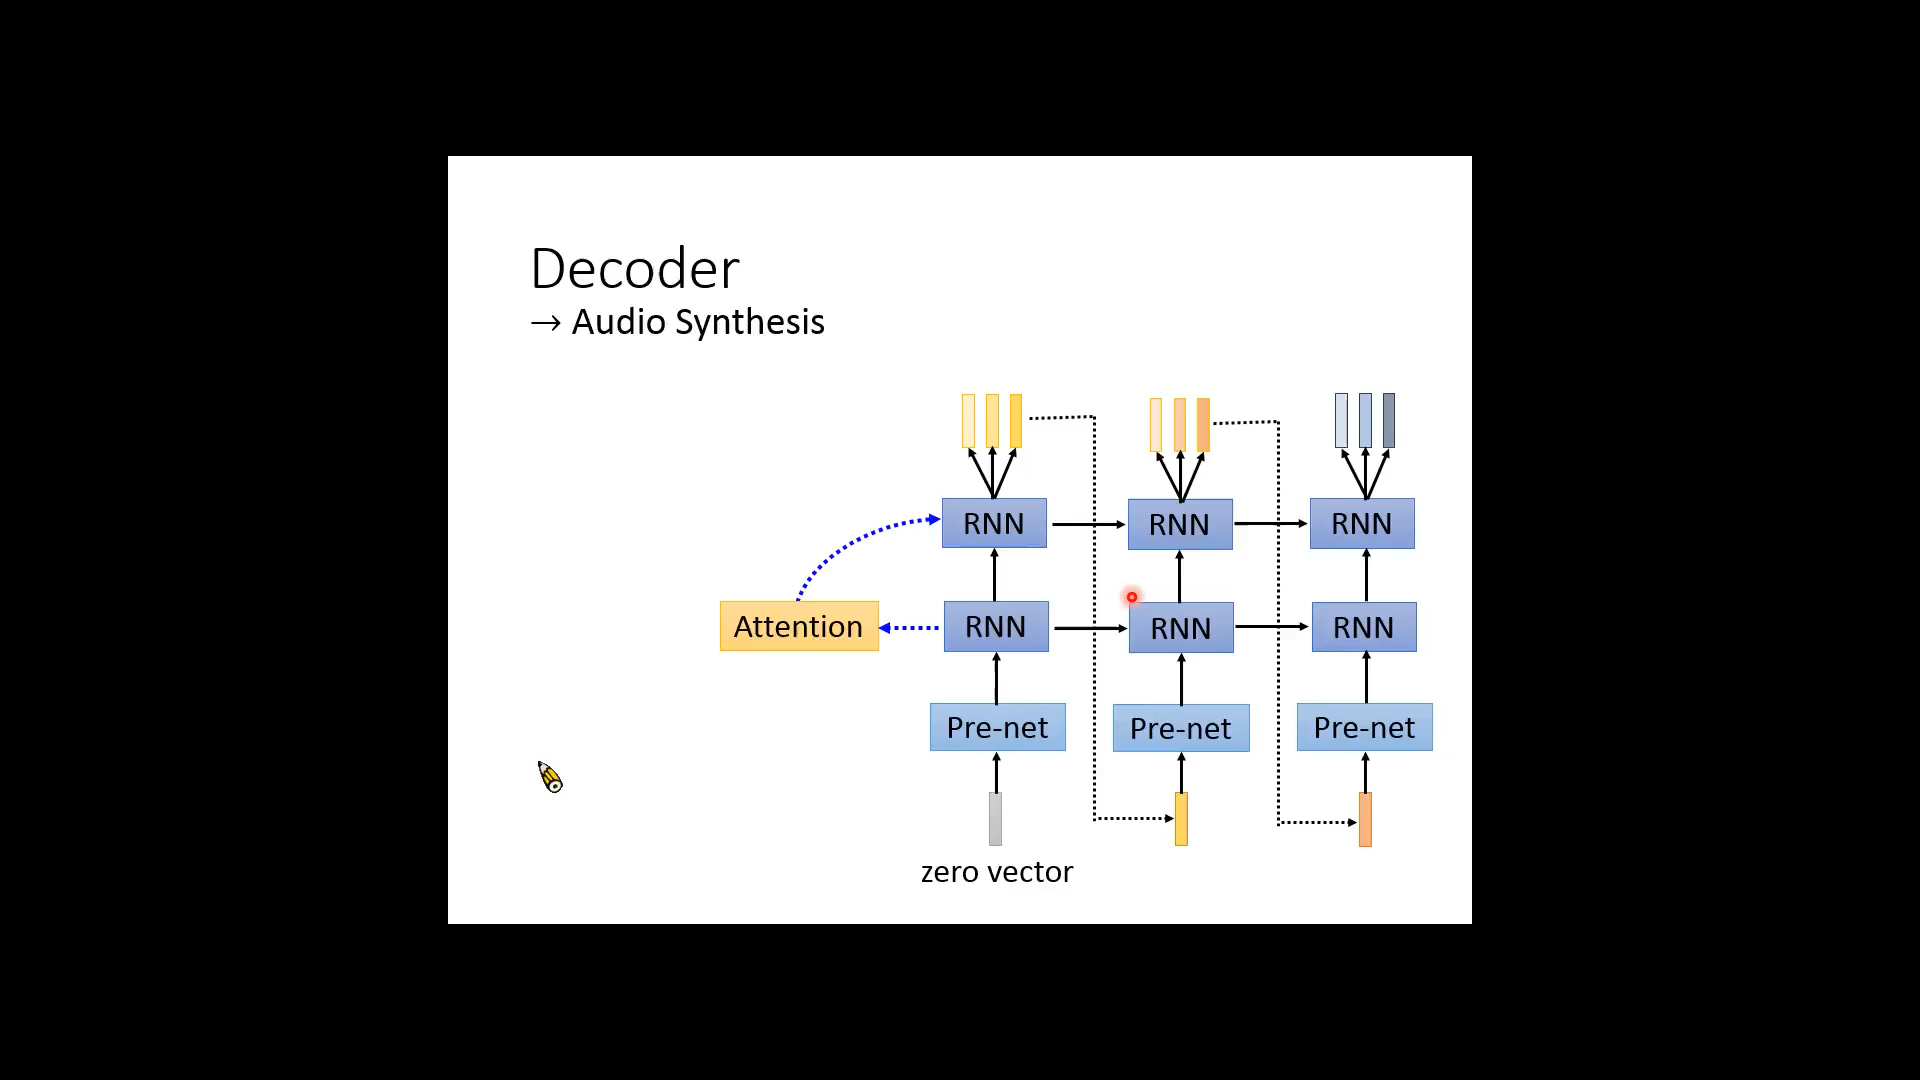 Decoder
→ Audio Synthesis
RNN RNN RNN
Attention RNN RNN RNN
Pre-net Pre-net Pre-net
zero vector